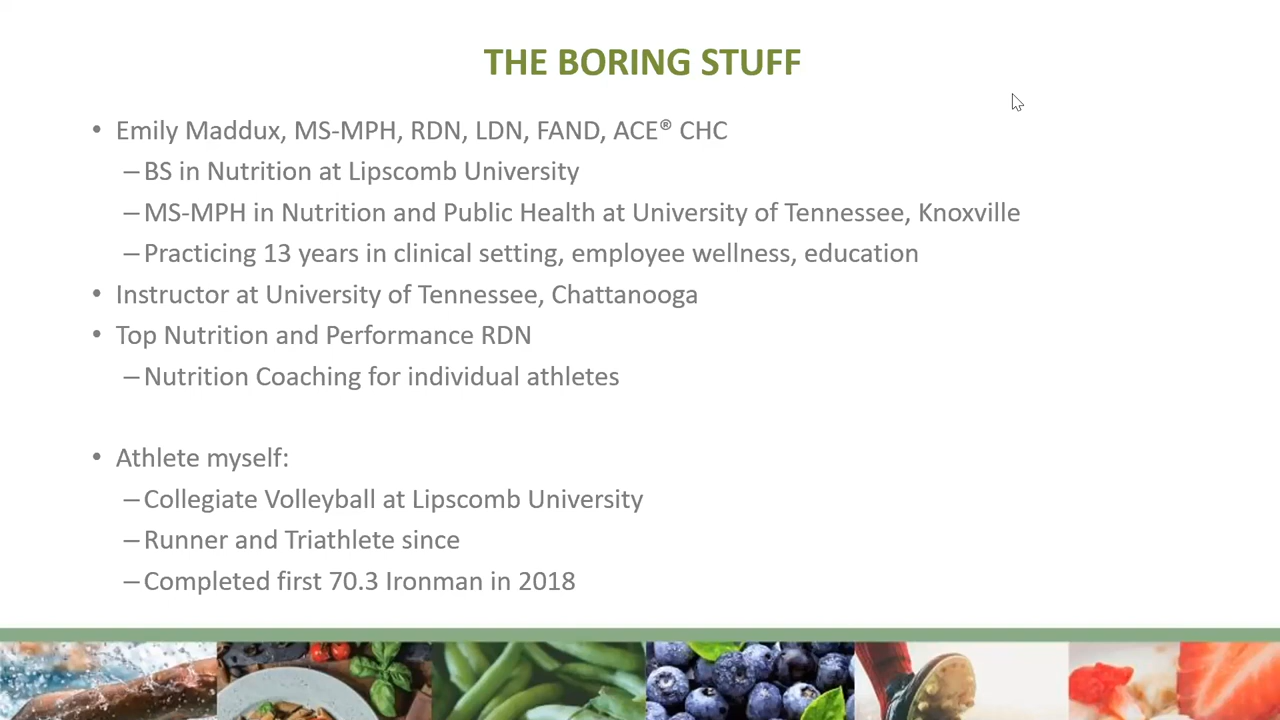 THE BORING STUFF
• Emily Maddux, MS-MPH, RDN, LDN, FAND, ACE® CHC
–BS in Nutrition at Lipscomb University
–MS-MPH in Nutrition and Public Health at University of Tennessee, Knoxville
–Practicing 13 years in clinical setting, employee wellness, education
• Instructor at University of Tennessee, Chattanooga
• Top Nutrition and Performance RDN
–Nutrition Coaching for individual athletes
• Athlete myself:
–Collegiate Volleyball at Lipscomb University
–Runner and Triathlete since
–Completed first 70.3 Ironman in 2018